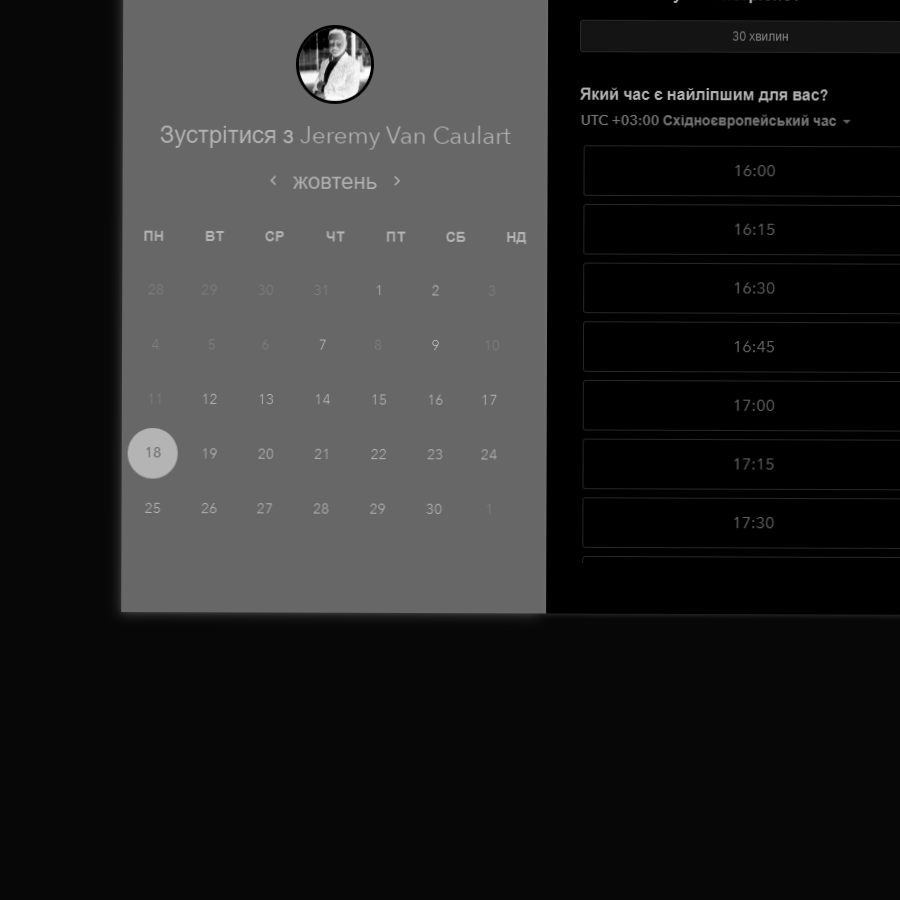 Зустрітися з Jeremy Van Caulart
жовтень
ПН ВТ СР ЧТ ПТ СБ НД
28 29 30 31 1 2 3
4 5 6 7 8 9 10
11 12 13 14 15 16 17
18 19 20 21 22 23 24
25 26 27 28 29 30 1
30 хвилин
Який час є найліпшим для вас?
UTC +03:00 Східноєвропейський час
16:00
16:15
16:30
16:45
17:00
17:15
17:30